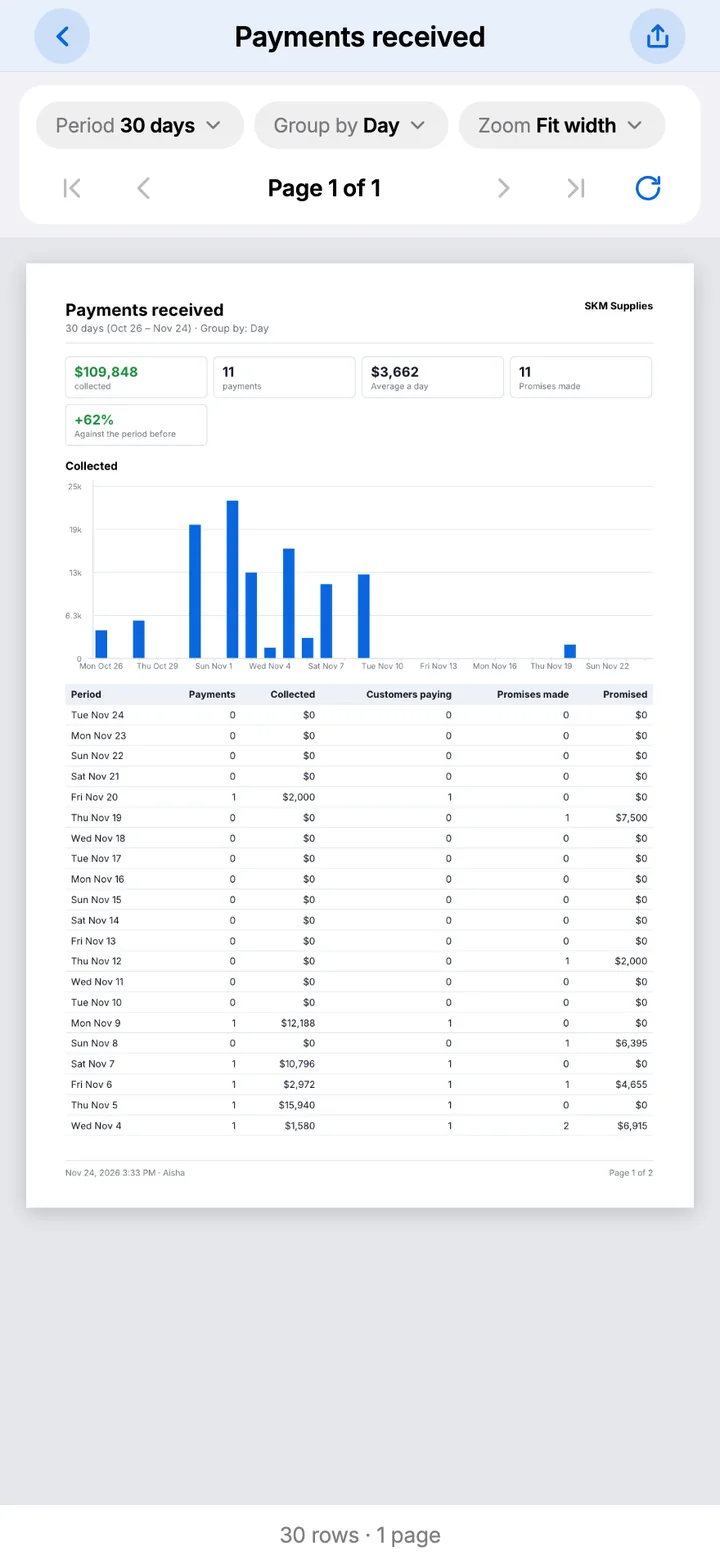 Payments received
Period 30 days
Group by Day
Zoom Fit width
Page 1 of 1
Payments received
SKM Supplies
30 days (Oct 26 – Nov 24) · Group by: Day
$109,848
collected
11
payments
$3,662
Average a day
11
Promises made
+62%
Against the period before
Collected
25k
19k
13k
6.3k
0
Mon Oct 26 Thu Oct 29 Sun Nov 1 Wed Nov 4 Sat Nov 7 Tue Nov 10 Fri Nov 13 Mon Nov 16 Thu Nov 19 Sun Nov 22
Period Payments Collected Customers paying Promises made Promised
Tue Nov 24 0 $0 0 0 $0
Mon Nov 23 0 $0 0 0 $0
Sun Nov 22 0 $0 0 0 $0
Sat Nov 21 0 $0 0 0 $0
Fri Nov 20 1 $2,000 1 0 $0
Thu Nov 19 0 $0 0 1 $7,500
Wed Nov 18 0 $0 0 0 $0
Tue Nov 17 0 $0 0 0 $0
Mon Nov 16 0 $0 0 0 $0
Sun Nov 15 0 $0 0 0 $0
Sat Nov 14 0 $0 0 0 $0
Fri Nov 13 0 $0 0 0 $0
Thu Nov 12 0 $0 0 1 $2,000
Wed Nov 11 0 $0 0 0 $0
Tue Nov 10 0 $0 0 0 $0
Mon Nov 9 1 $12,188 1 0 $0
Sun Nov 8 0 $0 0 1 $6,395
Sat Nov 7 1 $10,796 1 0 $0
Fri Nov 6 1 $2,972 1 1 $4,655
Thu Nov 5 1 $15,940 1 0 $0
Wed Nov 4 1 $1,580 1 2 $6,915
Nov 24, 2026 3:33 PM · Aisha
Page 1 of 2
30 rows · 1 page